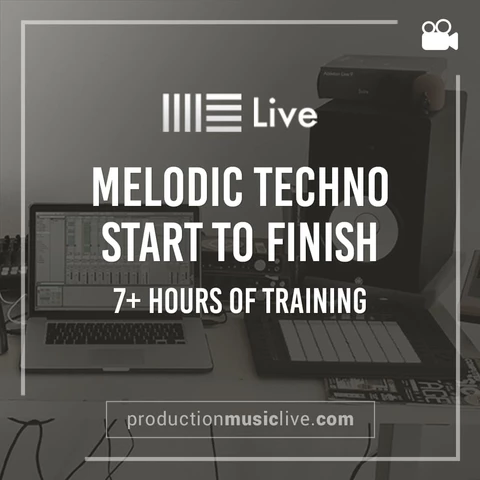 Live
MELODIC TECHNO
START TO FINISH
7+ HOURS OF TRAINING
productionmusiclive.com